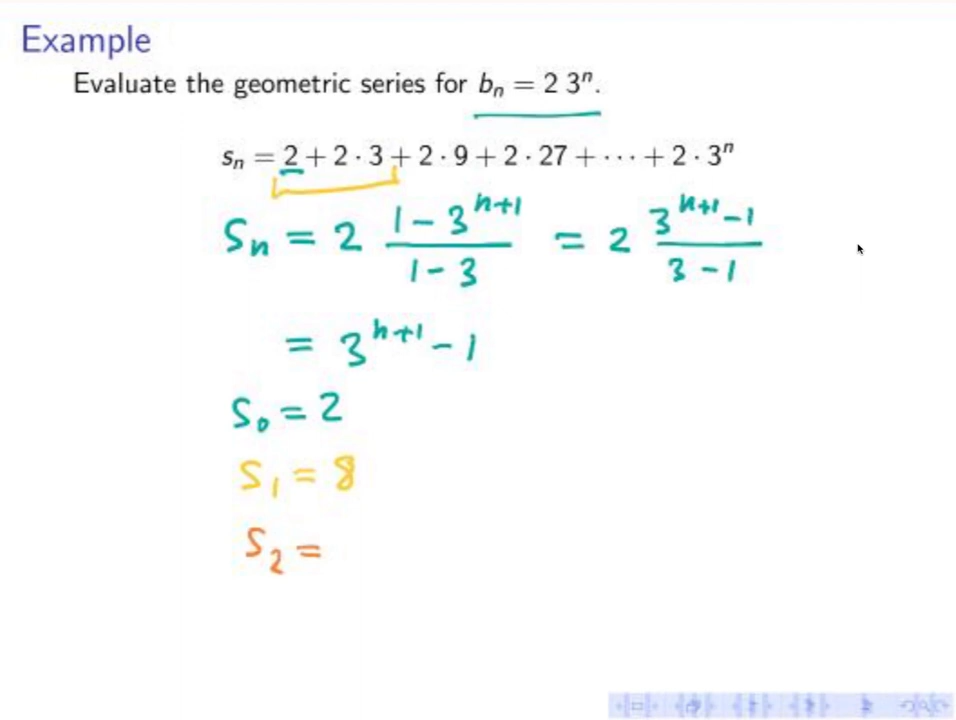 Example
Evaluate the geometric series for bₙ = 2 3ⁿ.
sₙ = 2 + 2 · 3 + 2 · 9 + 2 · 27 + ··· + 2 · 3ⁿ
Sₙ = 2 (1 - 3ⁿ⁺¹)/(1 - 3) = 2 (3ⁿ⁺¹ - 1)/(3 - 1)
= 3ⁿ⁺¹ - 1
S₀ = 2
S₁ = 8
S₂ =